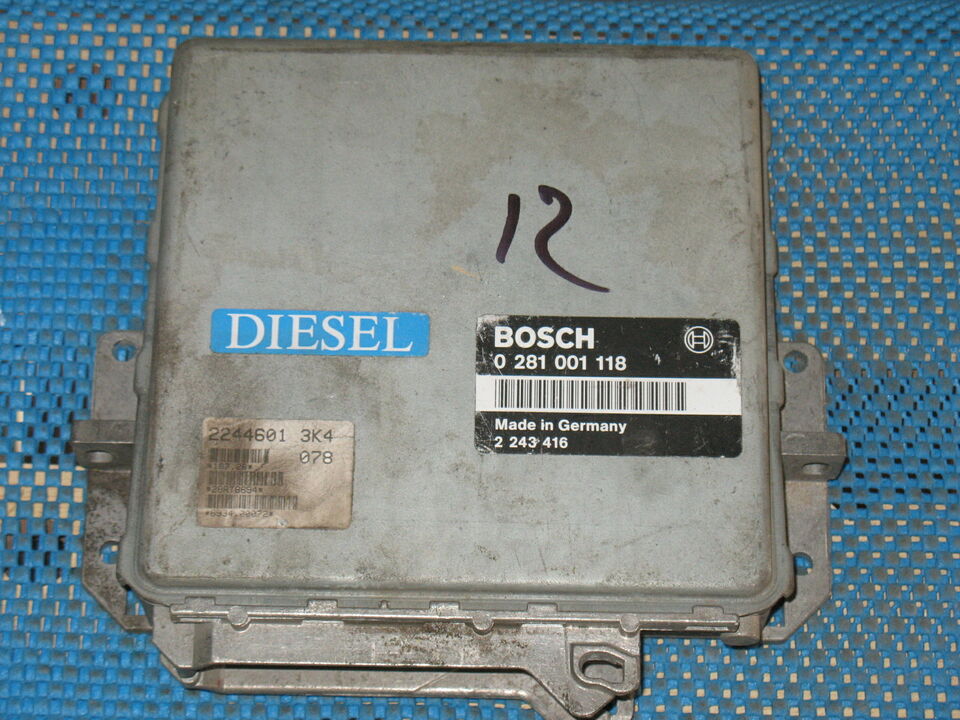 12
DIESEL
BOSCH
0 281 001 118
Made in Germany
2 243 416
2244601 3K4
078